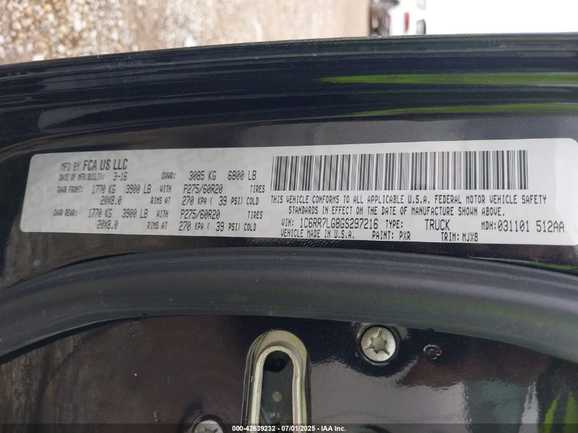 MFD BY: FCA US LLC
DATE OF MFR 3-16 GVWR: 3085 KG 6800 LB
GAWR FRONT: 1770 KG 3900 LB WITH P275/60R20 TIRES
20X8.0 RIMS AT 270 KPA ( 39 PSI) COLD
GAWR REAR: 1770 KG 3900 LB WITH P275/60R20 TIRES
20X8.0 RIMS AT 270 KPA ( 39 PSI) COLD
THIS VEHICLE CONFORMS TO ALL APPLICABLE U.S.A. FEDERAL MOTOR VEHICLE SAFETY
STANDARDS IN EFFECT ON THE DATE OF MANUFACTURE SHOWN ABOVE.
VIN: 1C6RR7LG8GS297216 TYPE: TRUCK MDH: 031101 512AA
VEHICLE MADE IN U.S.A. PAINT: PXR TRIM: MJX8
000-42639232 - 07/01/2025 - IAA Inc.